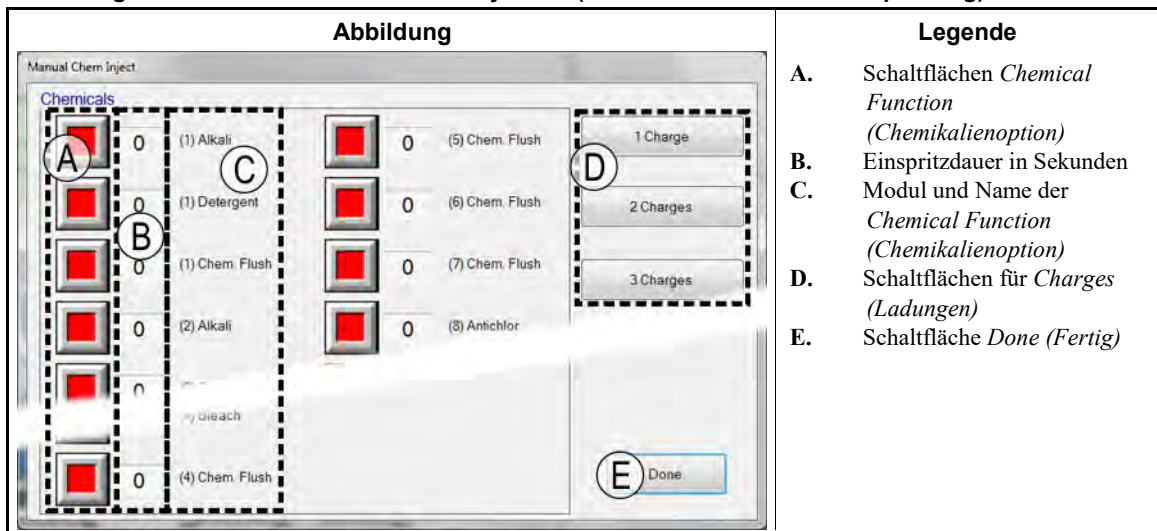 Abbildung
Legende
Manual Chem Inject
Chemicals
A
0
(1) Alkali
C
0
(1) Detergent
B
0
(1) Chem. Flush
0
(2) Alkali
0
Bleach
0
(4) Chem. Flush
0
(5) Chem. Flush
0
(6) Chem. Flush
0
(7) Chem. Flush
0
(8) Antichlor
D
1 Charge
2 Charges
3 Charges
E
Done
A. Schaltflächen Chemical
Function
(Chemikalienoption)
B. Einspritzdauer in Sekunden
C. Modul und Name der
Chemical Function
(Chemikalienoption)
D. Schaltflächen für Charges
(Ladungen)
E. Schaltfläche Done (Fertig)